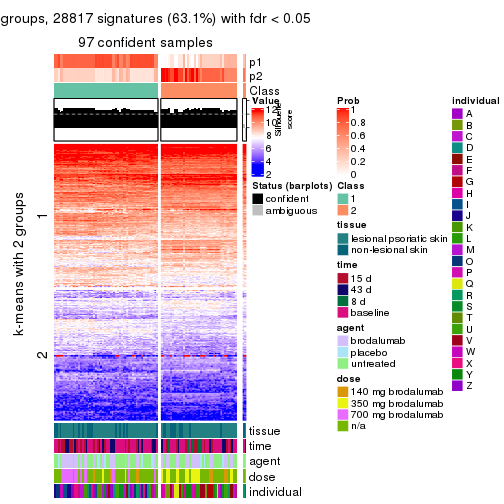 groups, 28817 signatures (63.1%) with fdr < 0.05
97 confident samples
p1
p2
Class
k-means with 2 groups
1
2
tissue
time
agent
dose
individual
Value
12
10
8
6
4
2
Silhouette
score
Status (barplots)
confident
ambiguous
Prob
1
0.8
0.6
0.4
0.2
0
Class
1
2
tissue
lesional psoriatic skin
non-lesional skin
time
15 d
43 d
8 d
baseline
agent
brodalumab
placebo
untreated
dose
140 mg brodalumab
350 mg brodalumab
700 mg brodalumab
n/a
individual
A
B
C
D
E
F
G
H
I
J
K
L
M
O
P
Q
R
S
T
U
V
W
X
Y
Z